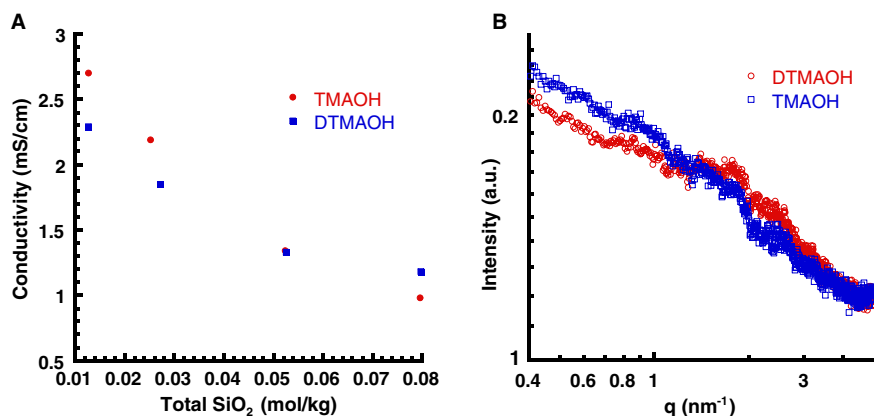 A
3
2.5
2
1.5
1
0.5
Conductivity (mS/cm)
TMAOH
DTMAOH
0.01 0.02 0.03 0.04 0.05 0.06 0.07 0.08
Total SiO₂ (mol/kg)
B
0.2
1
Intensity (a.u.)
DTMAOH
TMAOH
0.4 0.6 0.8 1 3
q (nm⁻¹)